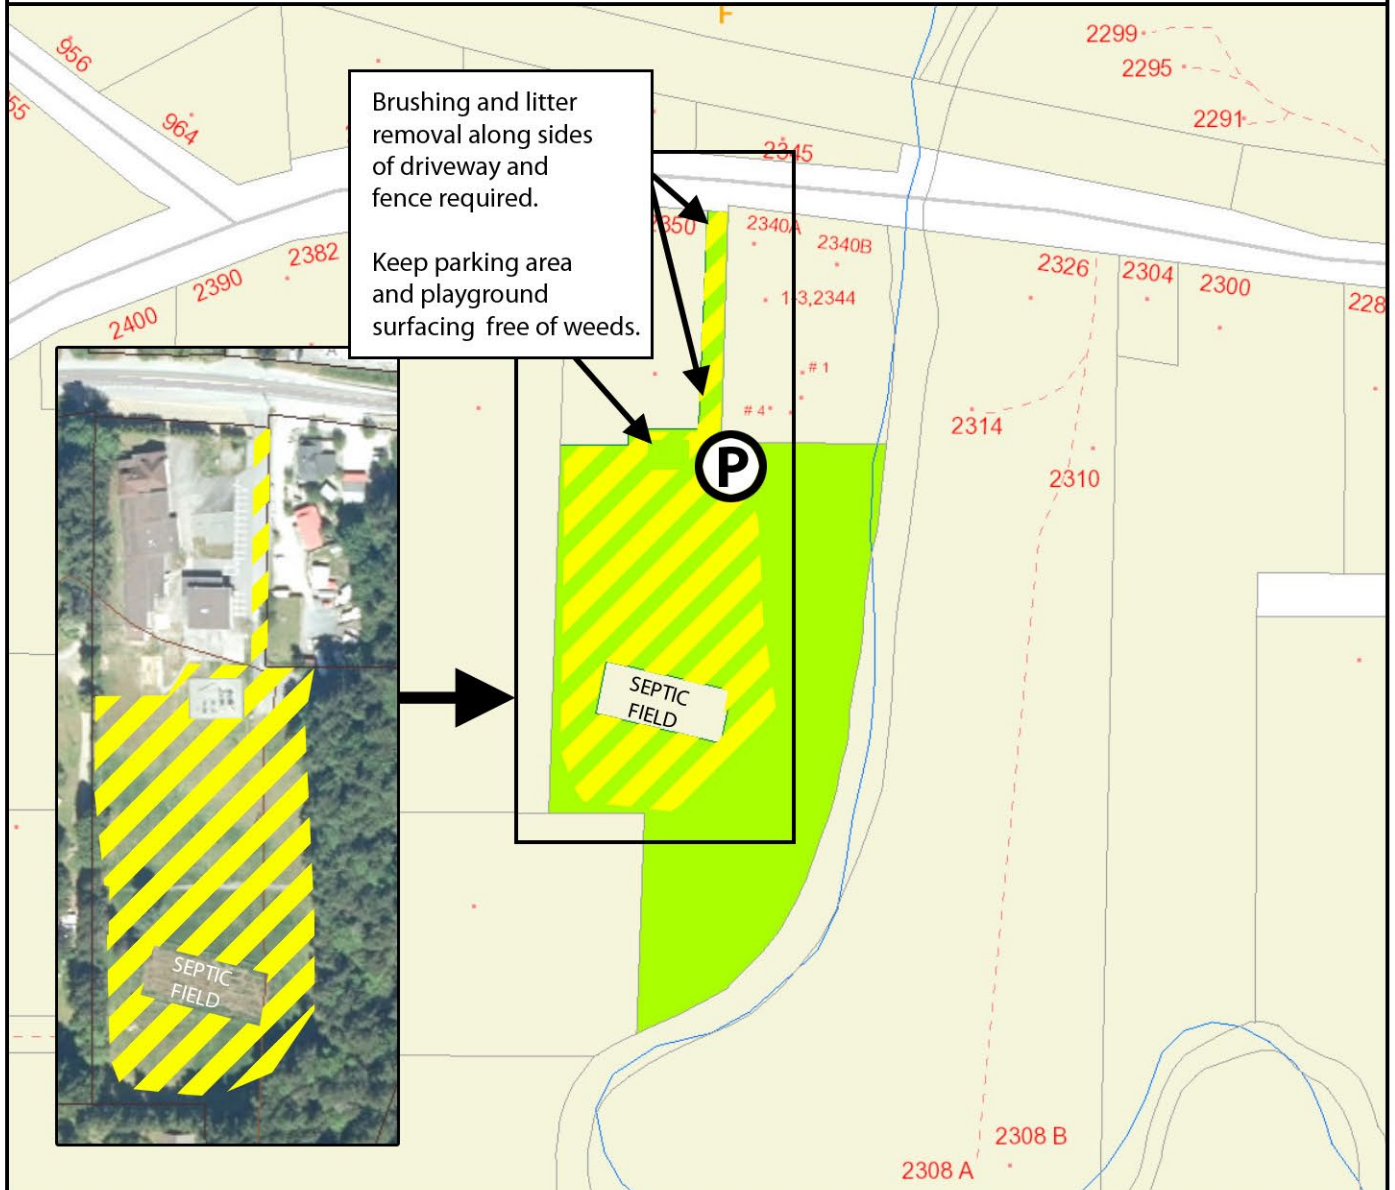 F
2299
956
2295
55
964
2291
Brushing and litter
removal along sides
of driveway and
fence required.
Keep parking area
and playground
surfacing free of weeds.
2345
2350
2340A
2340B
2382
2390
2326
2304
2300
228
1-3,2344
2400
# 1
# 4
2314
P
2310
SEPTIC
FIELD
SEPTIC
FIELD
2308 B
2308 A